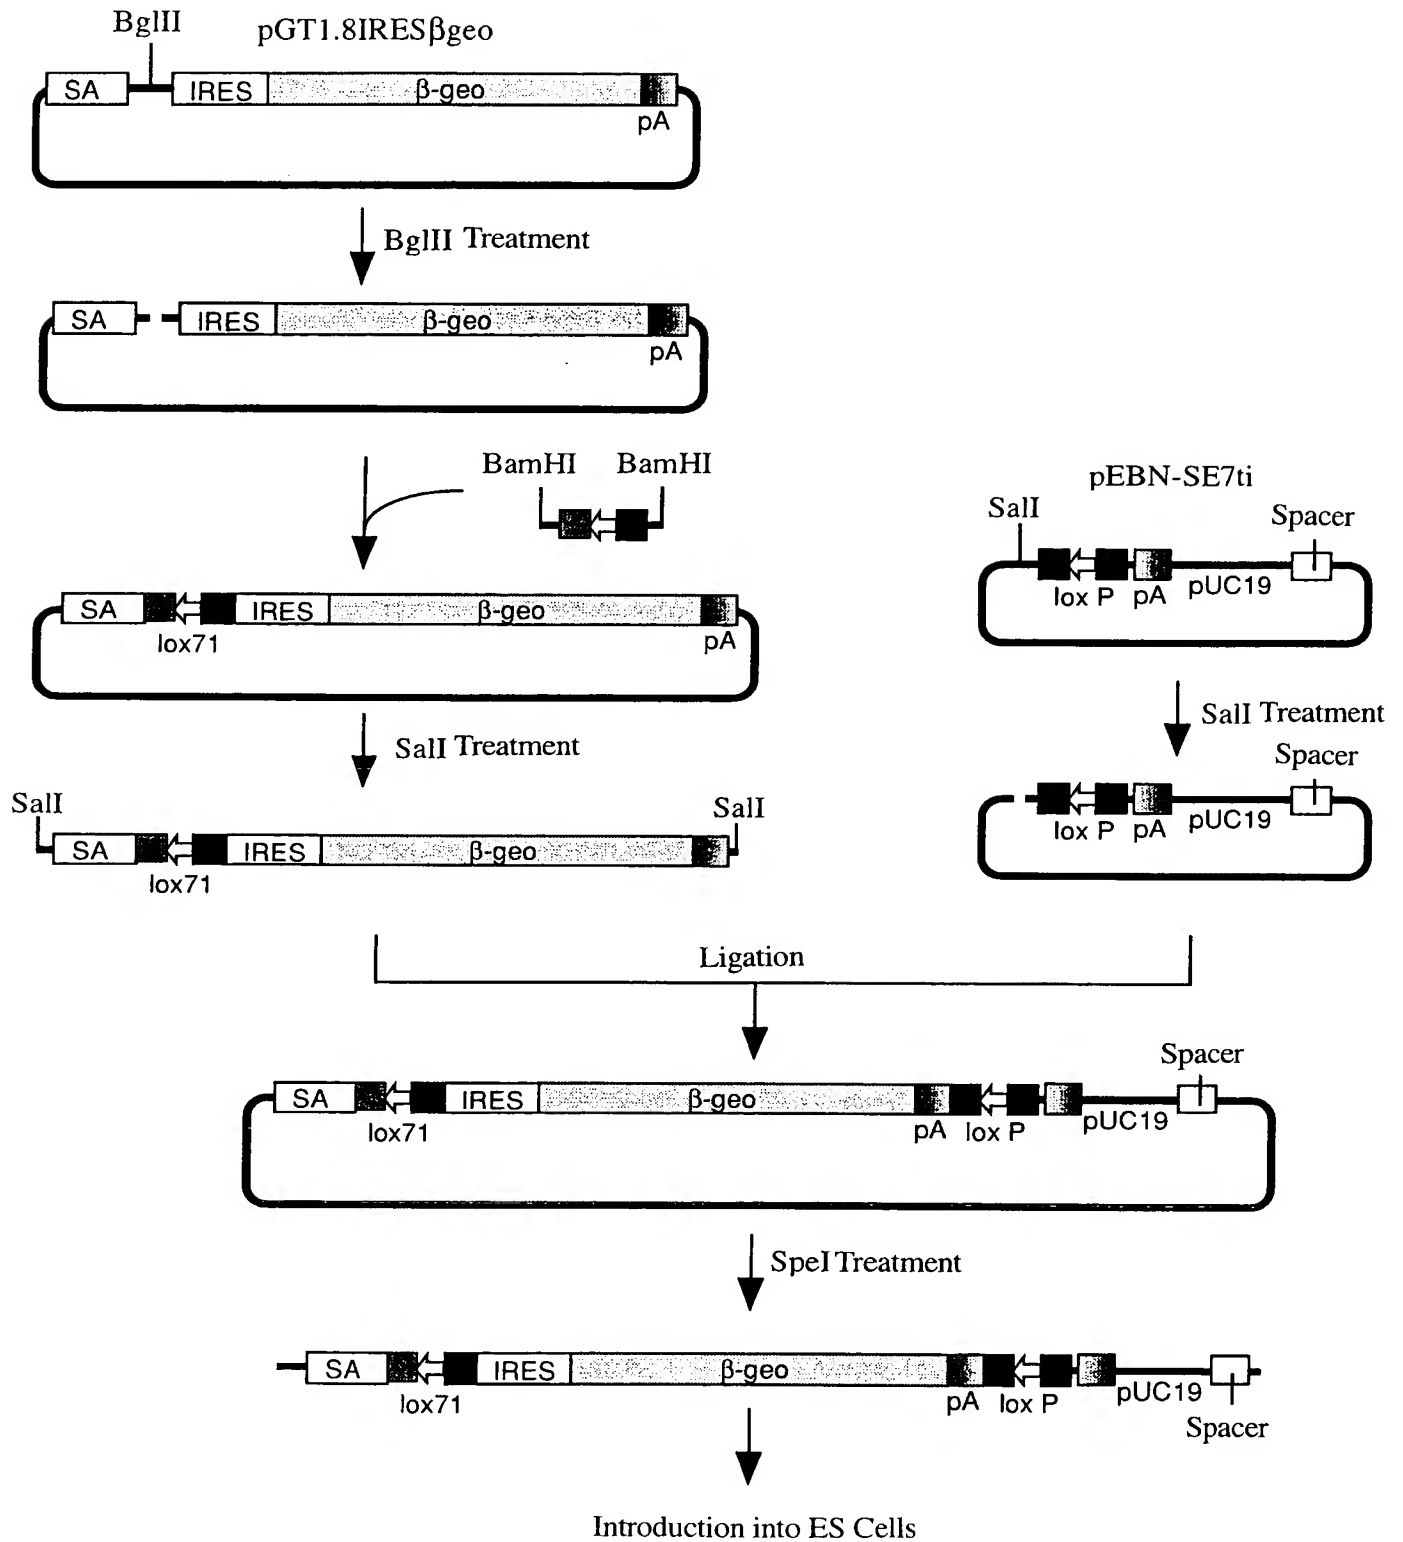 BglII
pGT1.8IRESβgeo
SA
IRES
β-geo
pA
BglII Treatment
SA
IRES
β-geo
pA
BamHI
BamHI
pEBN-SE7ti
SalI
Spacer
lox P
pA
pUC19
SA
IRES
β-geo
lox71
pA
SalI Treatment
SalI Treatment
Spacer
SalI
SalI
SA
IRES
β-geo
lox71
lox P
pA
pUC19
Ligation
Spacer
SA
IRES
β-geo
lox71
pA
lox P
pUC19
SpeI Treatment
SA
IRES
β-geo
lox71
pA
lox P
pUC19
Spacer
Introduction into ES Cells